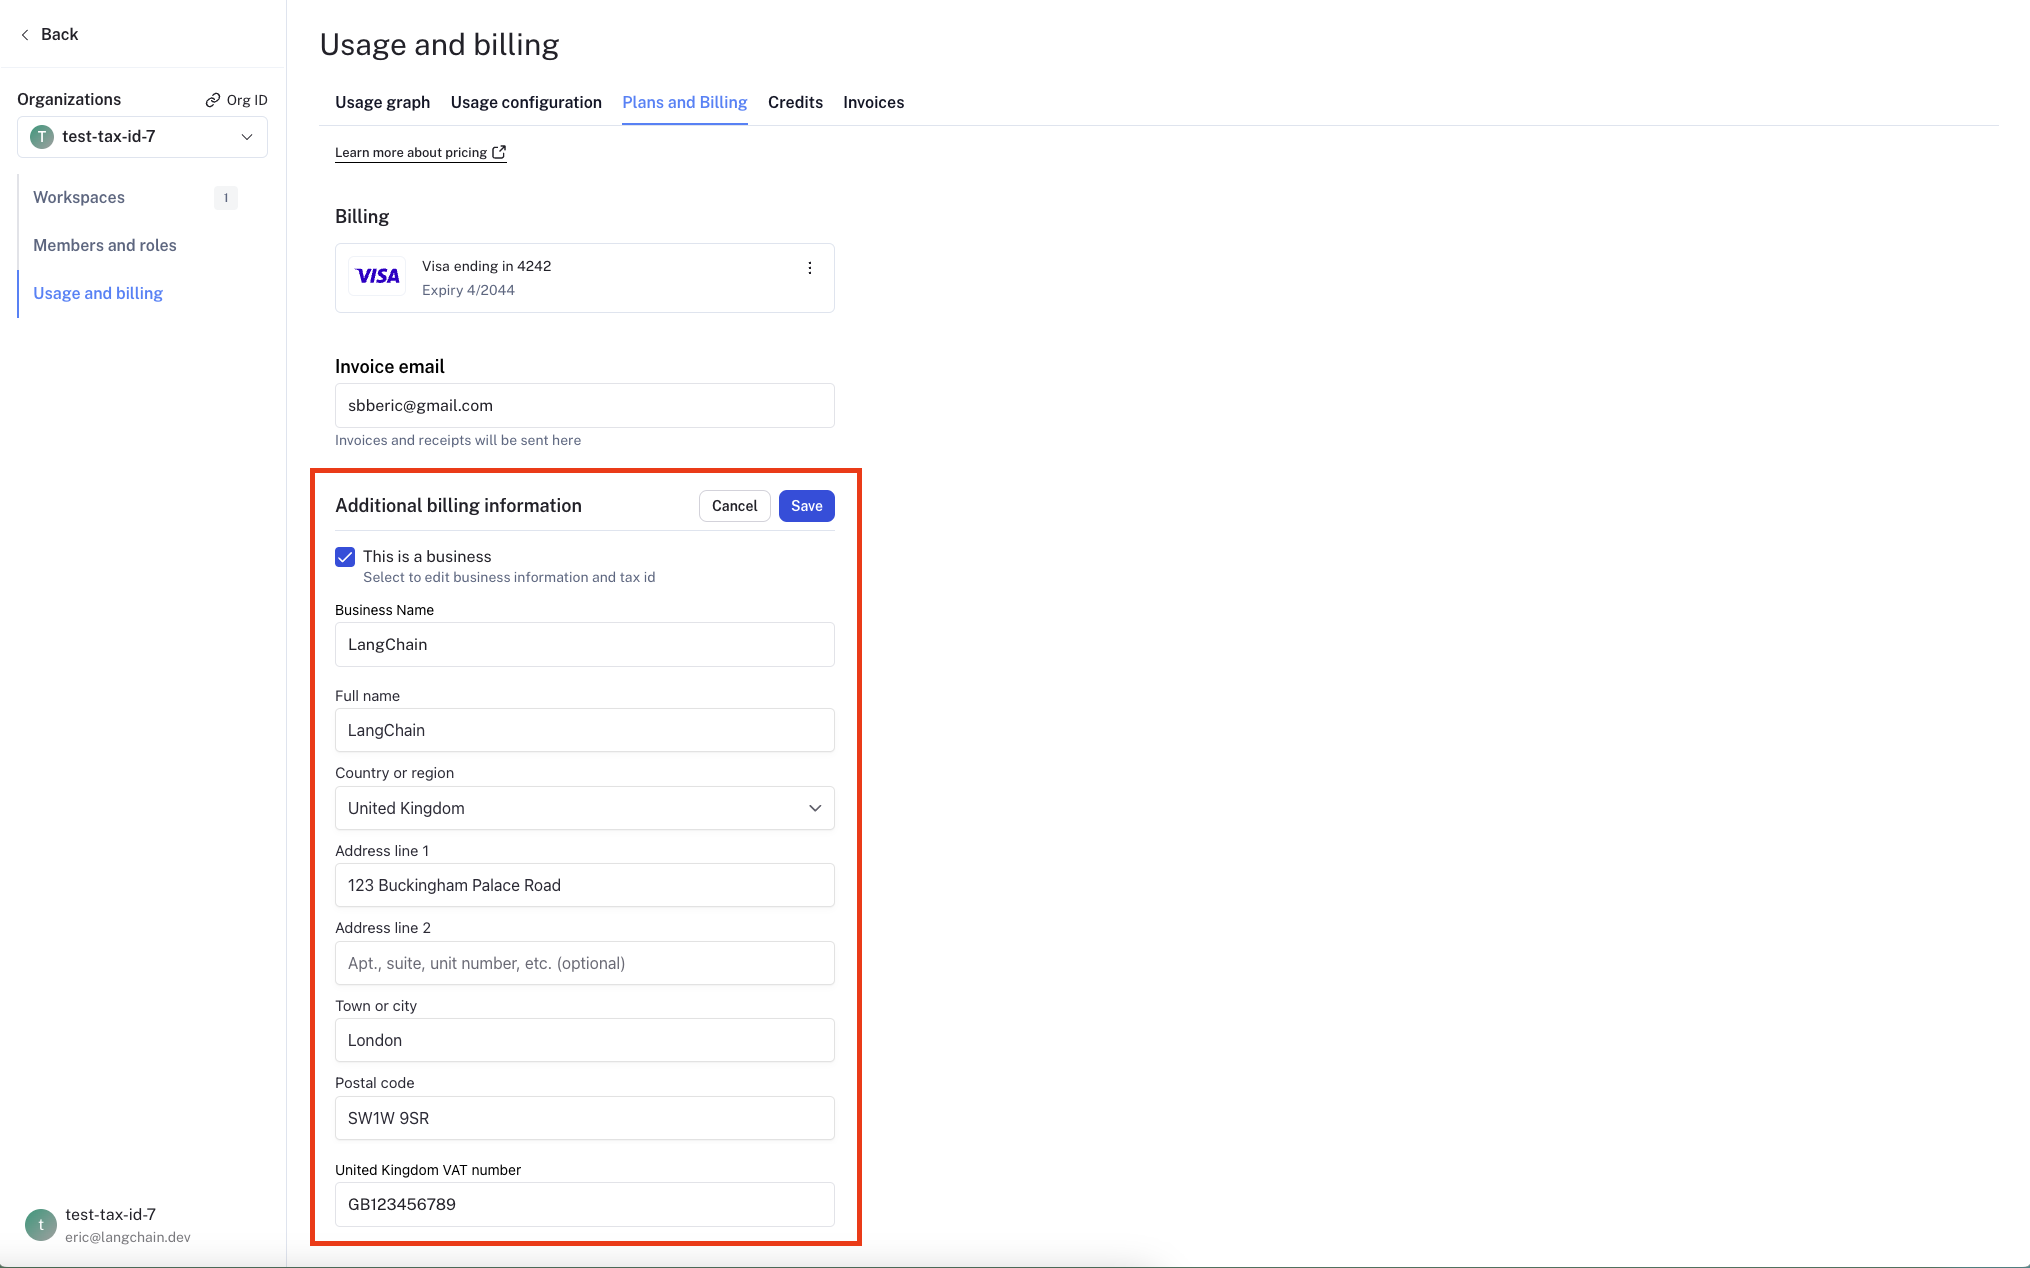 Back
Organizations
Org ID
T
test-tax-id-7
Workspaces
1
Members and roles
Usage and billing
Usage and billing
Usage graph
Usage configuration
Plans and Billing
Credits
Invoices
Learn more about pricing
Billing
VISA
Visa ending in 4242
Expiry 4/2044
Invoice email
sbberic@gmail.com
Invoices and receipts will be sent here
Additional billing information
Cancel
Save
This is a business
Select to edit business information and tax id
Business Name
LangChain
Full name
LangChain
Country or region
United Kingdom
Address line 1
123 Buckingham Palace Road
Address line 2
Apt., suite, unit number, etc. (optional)
Town or city
London
Postal code
SW1W 9SR
United Kingdom VAT number
GB123456789
t
test-tax-id-7
eric@langchain.dev